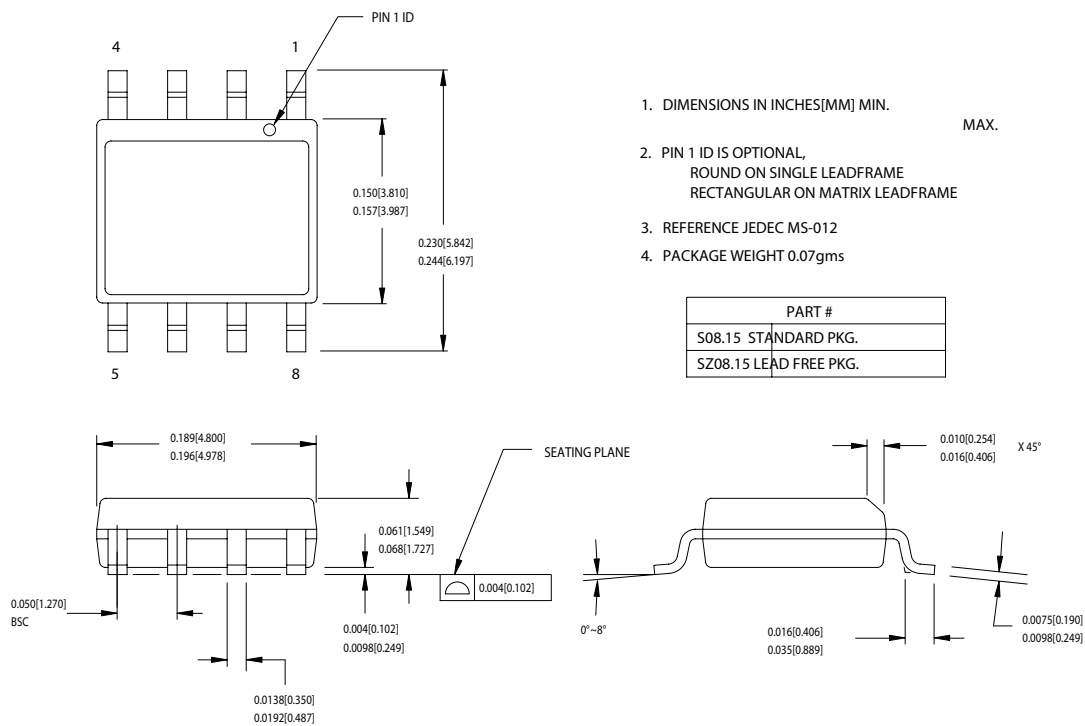 PIN 1 ID
4
1
0.150[3.810]
0.157[3.987]
0.230[5.842]
0.244[6.197]
5
8
1. DIMENSIONS IN INCHES[MM] MIN.
MAX.
2. PIN 1 ID IS OPTIONAL,
ROUND ON SINGLE LEADFRAME
RECTANGULAR ON MATRIX LEADFRAME
3. REFERENCE JEDEC MS-012
4. PACKAGE WEIGHT 0.07gms
PART #
S08.15 STANDARD PKG.
SZ08.15 LEAD FREE PKG.
0.189[4.800]
0.196[4.978]
SEATING PLANE
0.010[0.254]
0.016[0.406]
X 45°
0.061[1.549]
0.068[1.727]
0.004[0.102]
0.050[1.270]
BSC
0.004[0.102]
0.0098[0.249]
0°~8°
0.016[0.406]
0.035[0.889]
0.0075[0.190]
0.0098[0.249]
0.0138[0.350]
0.0192[0.487]